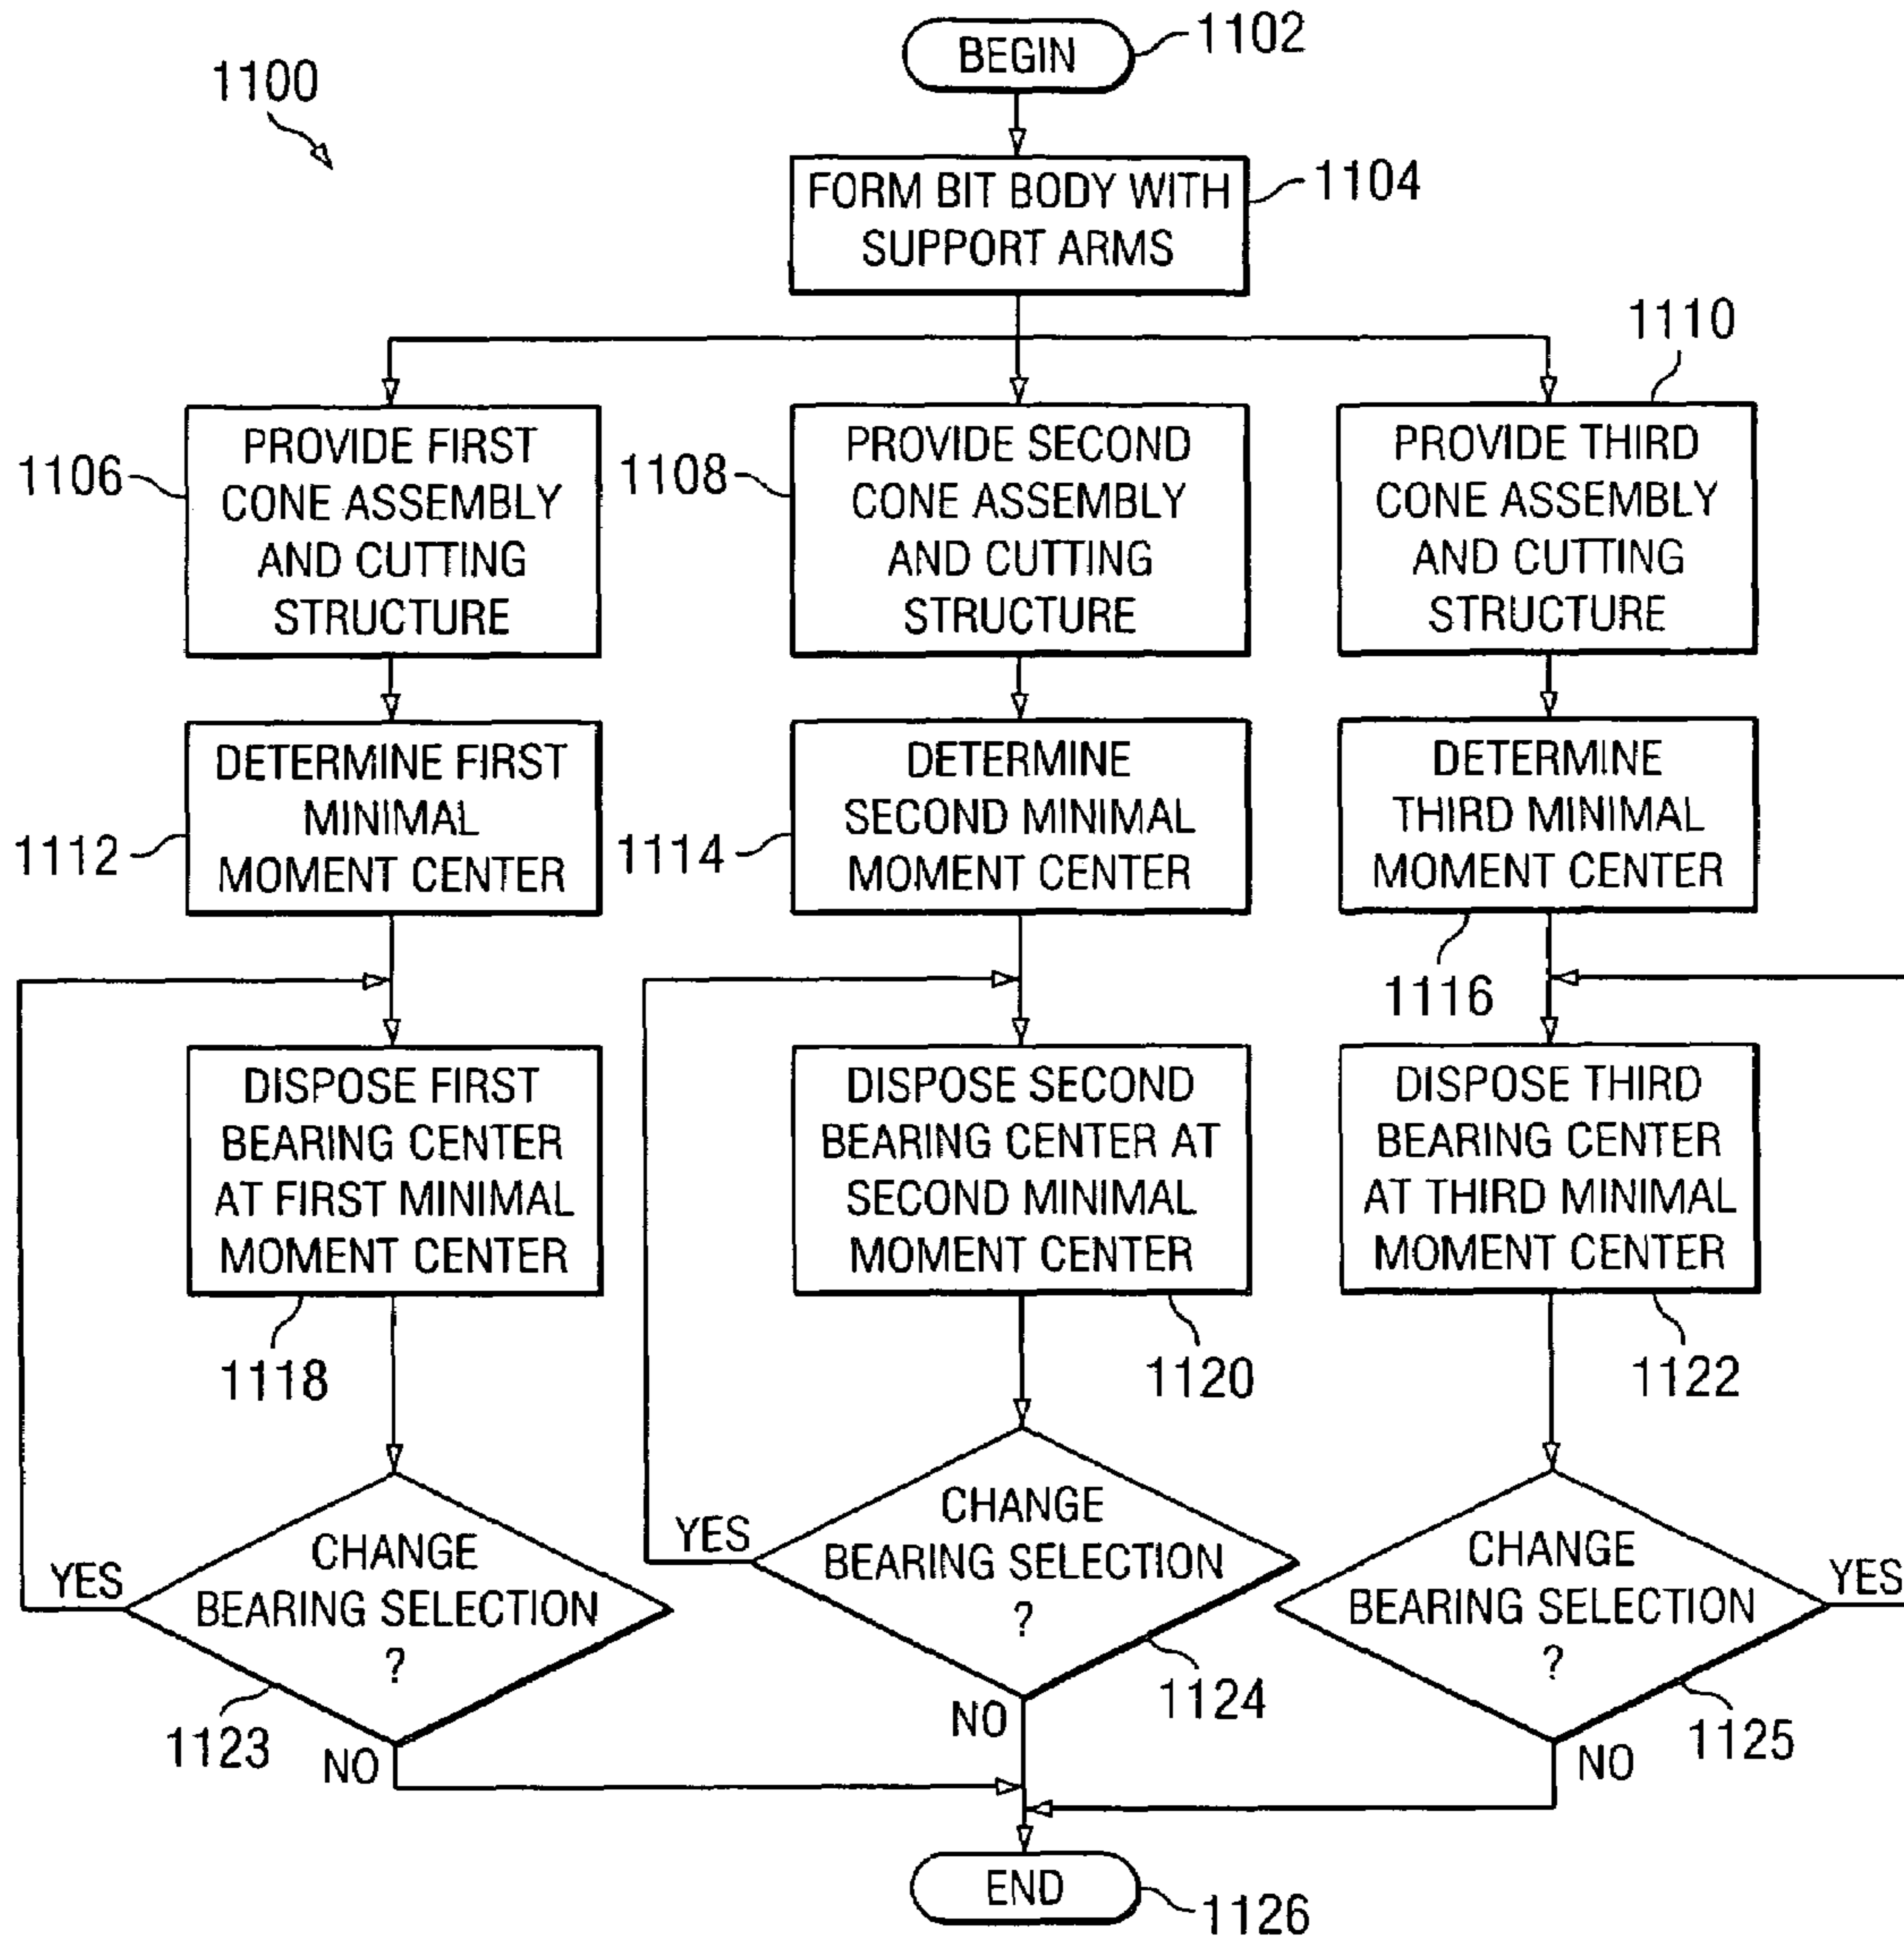 1100
BEGIN
1102
FORM BIT BODY WITH
SUPPORT ARMS
1104
1106
PROVIDE FIRST
CONE ASSEMBLY
AND CUTTING
STRUCTURE
1108
PROVIDE SECOND
CONE ASSEMBLY
AND CUTTING
STRUCTURE
1110
PROVIDE THIRD
CONE ASSEMBLY
AND CUTTING
STRUCTURE
1112
DETERMINE FIRST
MINIMAL
MOMENT CENTER
1114
DETERMINE
SECOND MINIMAL
MOMENT CENTER
DETERMINE
THIRD MINIMAL
MOMENT CENTER
1116
DISPOSE FIRST
BEARING CENTER
AT FIRST MINIMAL
MOMENT CENTER
1118
DISPOSE SECOND
BEARING CENTER AT
SECOND MINIMAL
MOMENT CENTER
1120
DISPOSE THIRD
BEARING CENTER
AT THIRD MINIMAL
MOMENT CENTER
1122
YES
CHANGE
BEARING SELECTION
?
1123
NO
YES
CHANGE
BEARING SELECTION
?
1124
NO
CHANGE
BEARING SELECTION
?
YES
1125
NO
END
1126